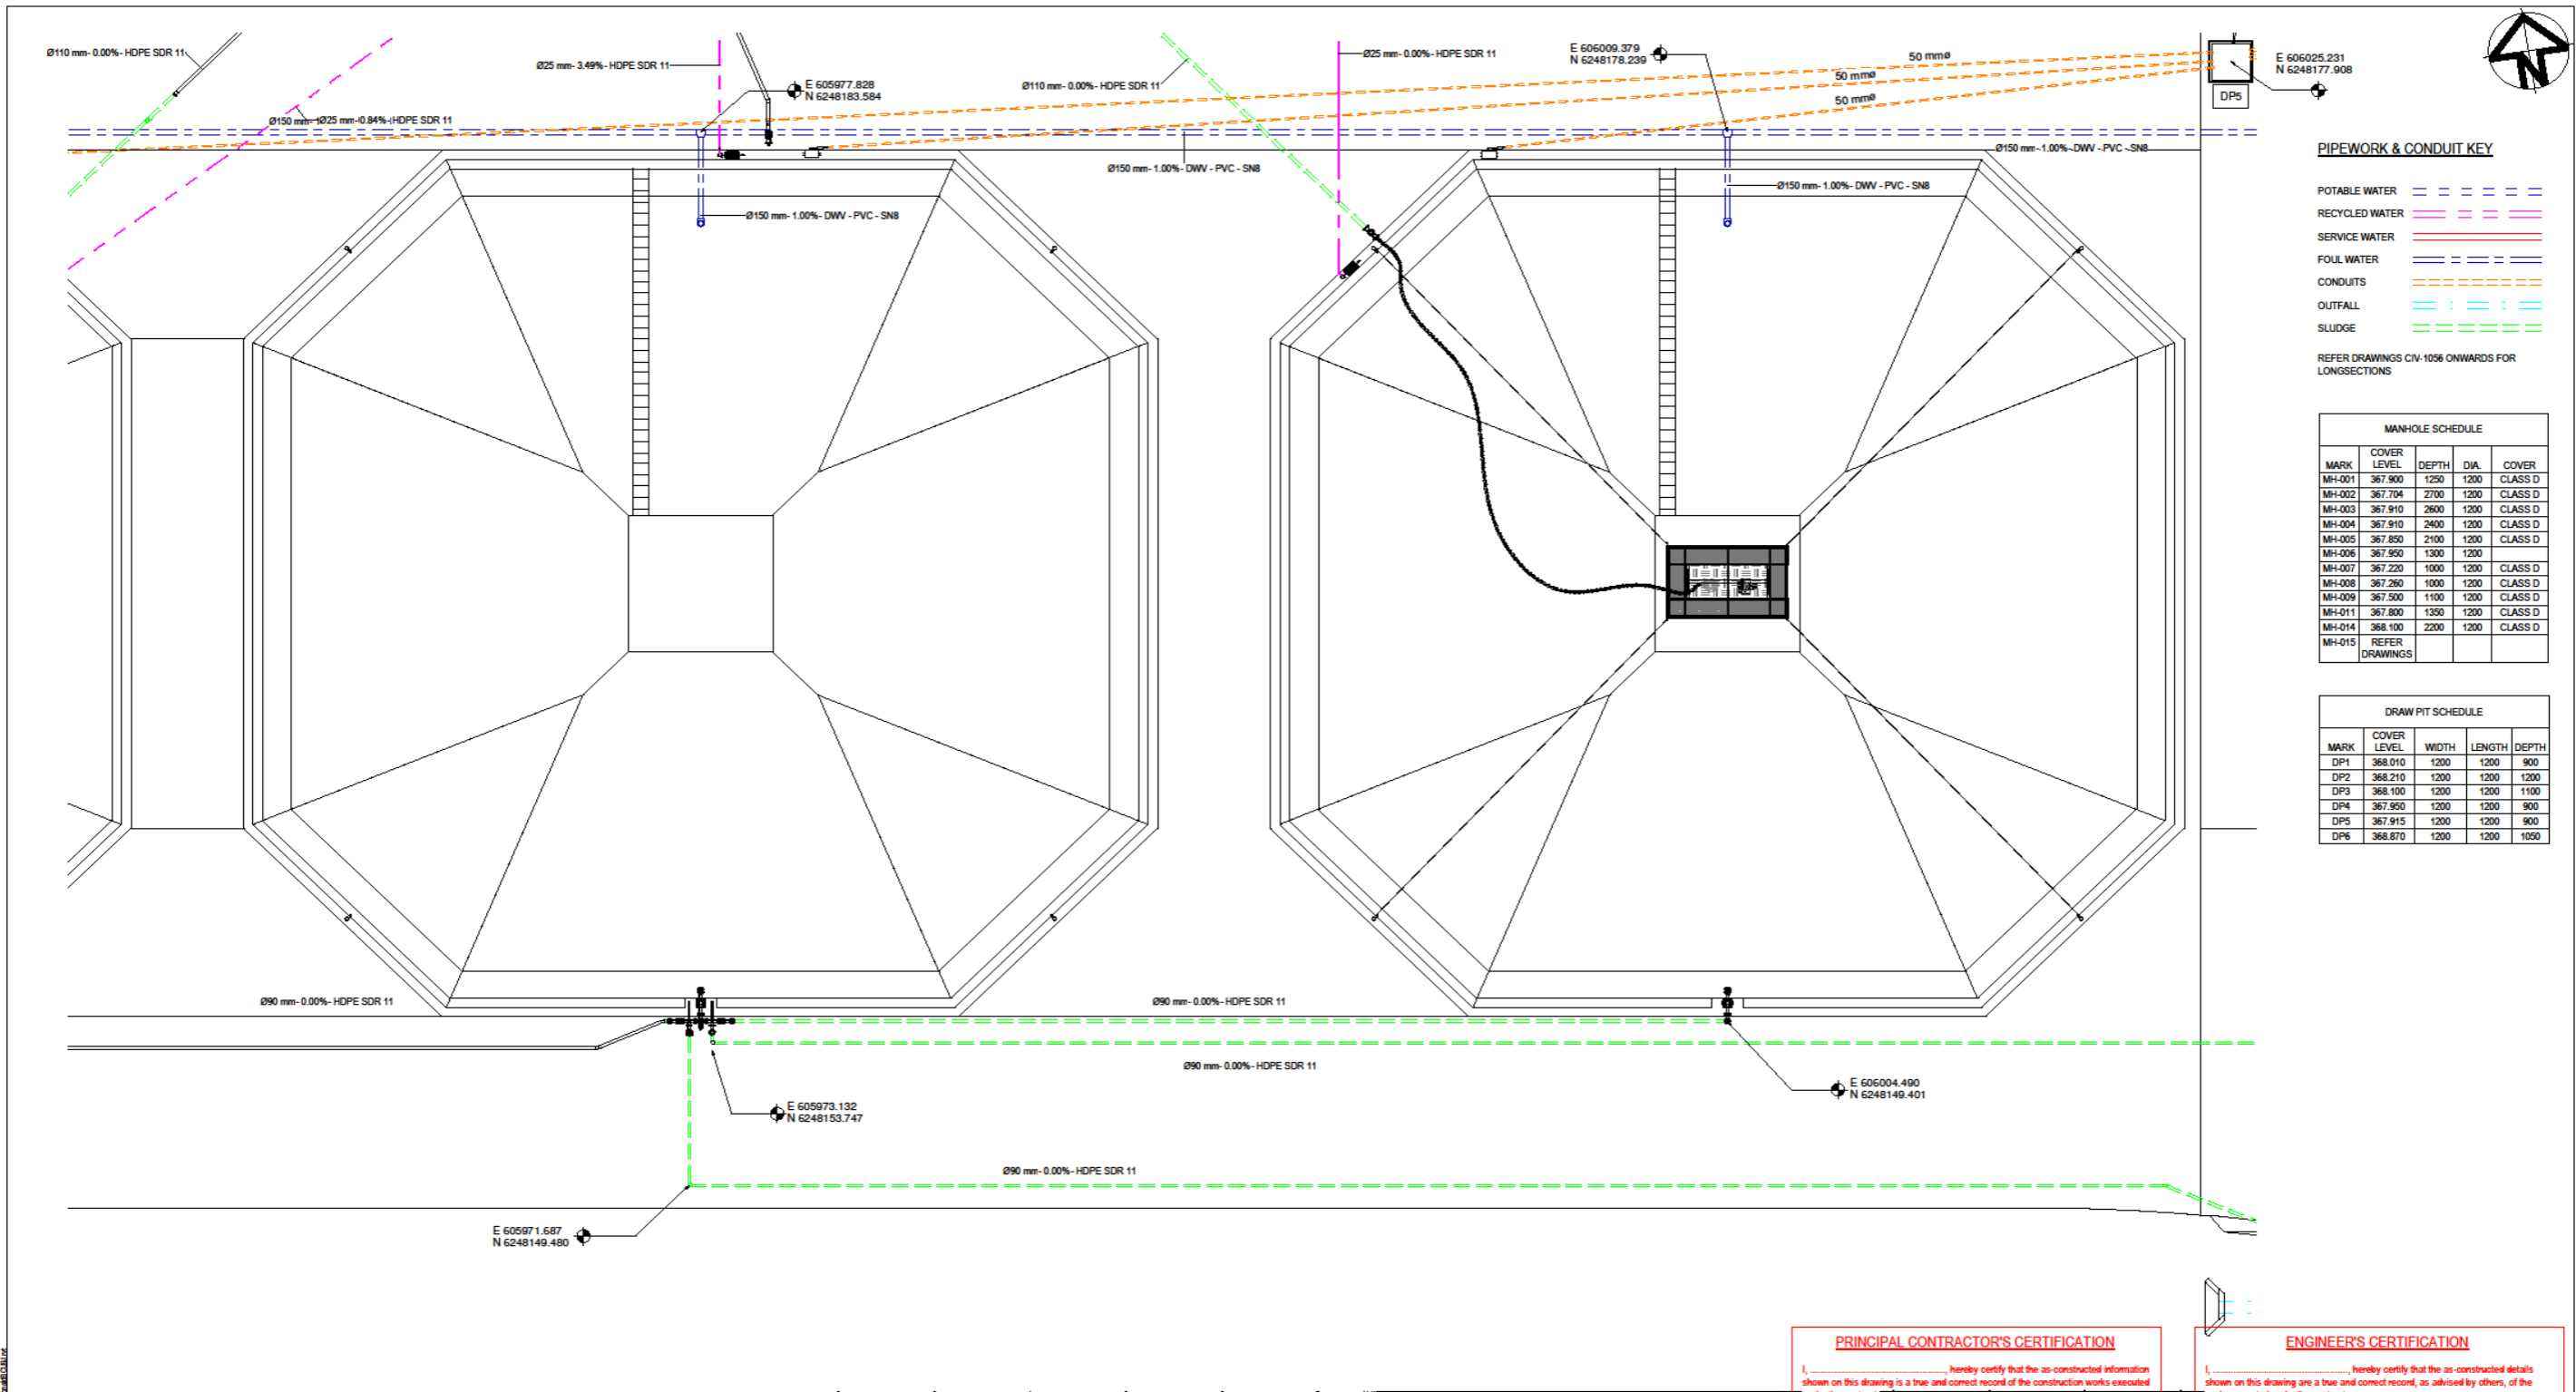 Ø110 mm- 0.00%- HDPE SDR 11
Ø25 mm- 3.49%- HDPE SDR 11
E 605977.828
N 6248183.584
Ø110 mm- 0.00%- HDPE SDR 11
Ø25 mm- 0.00%- HDPE SDR 11
E 606009.379
N 6248178.239
50 mmø
50 mmø
50 mmø
E 606025.231
N 6248177.908
DP5
N
Ø25 mm-0.84%-HDPE SDR 11
Ø150 mm- 1.00%- DWV - PVC - SN8
Ø150 mm- 1.00%- DWV - PVC - SN8
Ø150 mm- 1.00%- DWV - PVC - SN8
Ø150 mm- 1.00%- DWV - PVC - SN8
PIPEWORK & CONDUIT KEY
POTABLE WATER
RECYCLED WATER
SERVICE WATER
FOUL WATER
CONDUITS
OUTFALL
SLUDGE
REFER DRAWINGS CIV-1056 ONWARDS FOR
LONGSECTIONS
MANHOLE SCHEDULE
MARK COVER LEVEL DEPTH DIA. COVER
MH-001 367.900 1250 1200 CLASS D
MH-002 367.704 2700 1200 CLASS D
MH-003 367.910 2600 1200 CLASS D
MH-004 367.910 2400 1200 CLASS D
MH-005 367.850 2100 1200 CLASS D
MH-006 367.950 1300 1200
MH-007 367.220 1000 1200 CLASS D
MH-008 367.260 1000 1200 CLASS D
MH-009 367.500 1100 1200 CLASS D
MH-011 367.800 1350 1200 CLASS D
MH-014 368.100 2200 1200 CLASS D
MH-015 REFER DRAWINGS
DRAW PIT SCHEDULE
MARK COVER LEVEL WIDTH LENGTH DEPTH
DP1 368.010 1200 1200 900
DP2 368.210 1200 1200 1200
DP3 368.100 1200 1200 1100
DP4 367.950 1200 1200 900
DP5 367.915 1200 1200 900
DP6 368.870 1200 1200 1050
Ø90 mm- 0.00%- HDPE SDR 11
Ø90 mm- 0.00%- HDPE SDR 11
Ø90 mm- 0.00%- HDPE SDR 11
E 605973.132
N 6248153.747
E 606004.490
N 6248149.401
Ø90 mm- 0.00%- HDPE SDR 11
E 605971.687
N 6248149.480
PRINCIPAL CONTRACTOR'S CERTIFICATION
I, ........................................, hereby certify that the as-constructed information
shown on this drawing is a true and correct record of the construction works executed
ENGINEER'S CERTIFICATION
I, ........................................, hereby certify that the as-constructed details
shown on this drawing are a true and correct record, as advised by others, of the